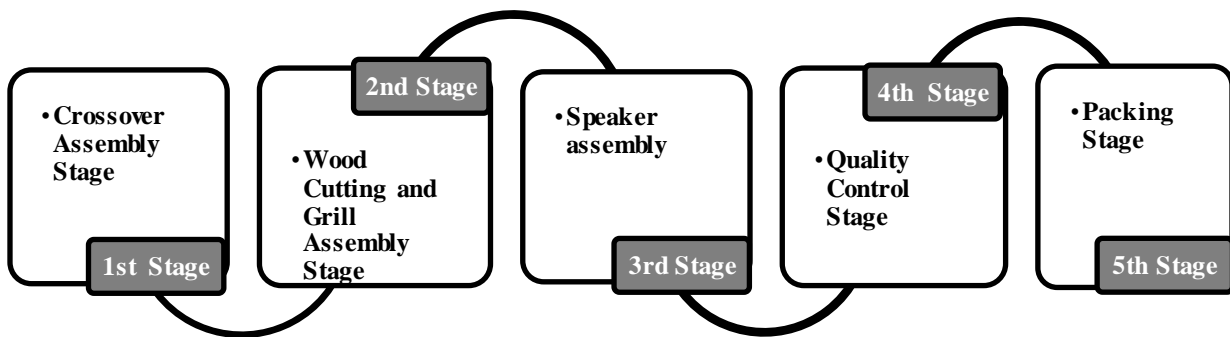 • Crossover
Assembly
Stage
1st Stage
2nd Stage
• Wood
Cutting and
Grill
Assembly
Stage
• Speaker
assembly
3rd Stage
4th Stage
• Quality
Control
Stage
• Packing
Stage
5th Stage